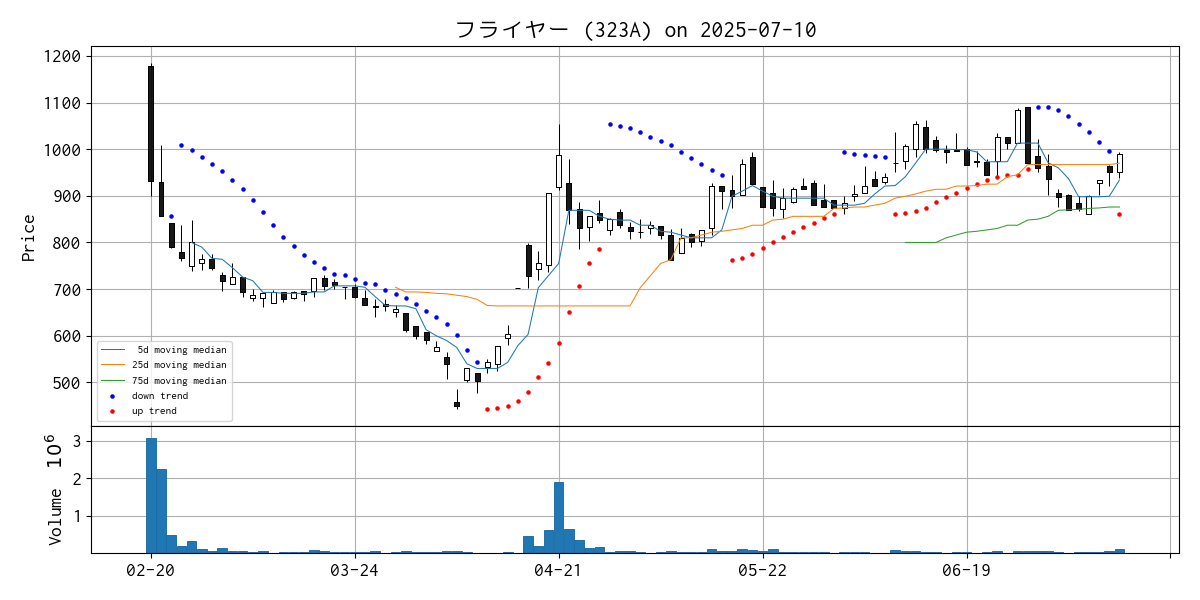 フライヤー (323A) on 2025-07-10
Price
1200
1100
1000
900
800
700
600
500
5d moving median
25d moving median
75d moving median
down trend
up trend
Volume 10^6
3
2
1
02-20 03-24 04-21 05-22 06-19